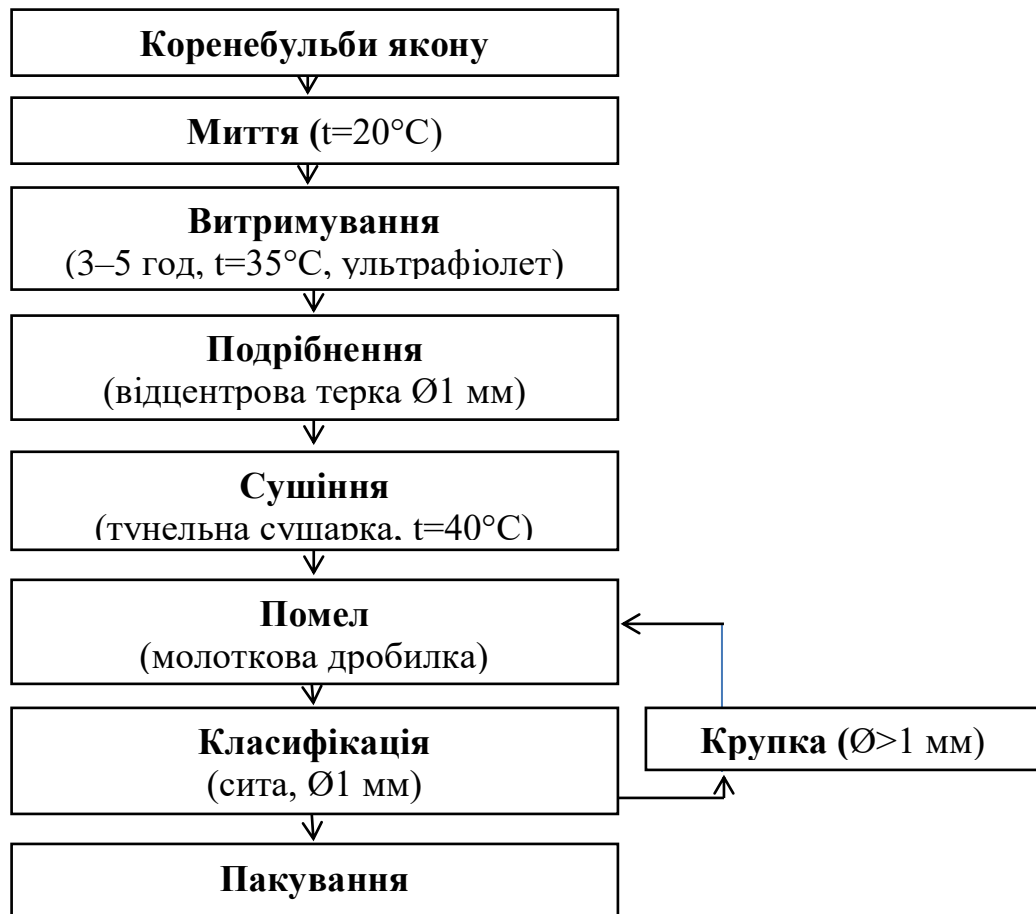 Коренебульби якону
Миття (t=20°C)
Витримування
(3–5 год, t=35°C, ультрафіолет)
Подрібнення
(відцентрова терка Ø1 мм)
Сушіння
(тунельна сушарка, t=40°C)
Помел
(молоткова дробилка)
Класифікація
(сита, Ø1 мм)
Крупка (Ø>1 мм)
Пакування